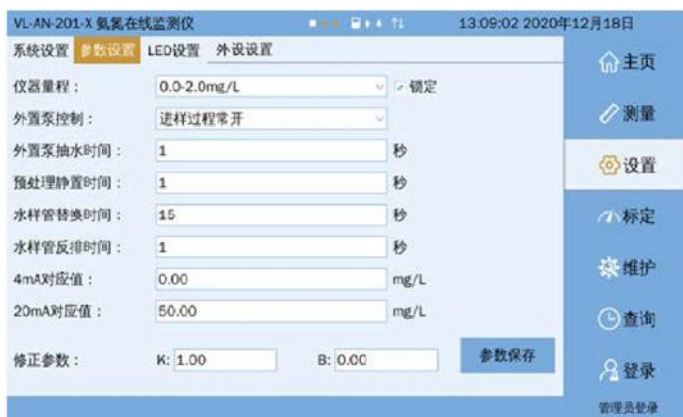 VL-AN-201-X 氨氮在线监测仪 13:09:02 2020年12月18日
系统设置 参数设置 LED设置 外设设置
主页
仪器量程： 0.0-2.0mg/L 锁定
测量
外置泵控制： 进样过程常开
外置泵抽水时间： 1 秒
设置
预处理静置时间： 1 秒
水样管替换时间： 15 秒
标定
水样管反排时间： 1 秒
维护
4mA对应值： 0.00 mg/L
20mA对应值： 50.00 mg/L
查询
修正参数： K: 1.00 B: 0.00 参数保存
登录
管理员登录